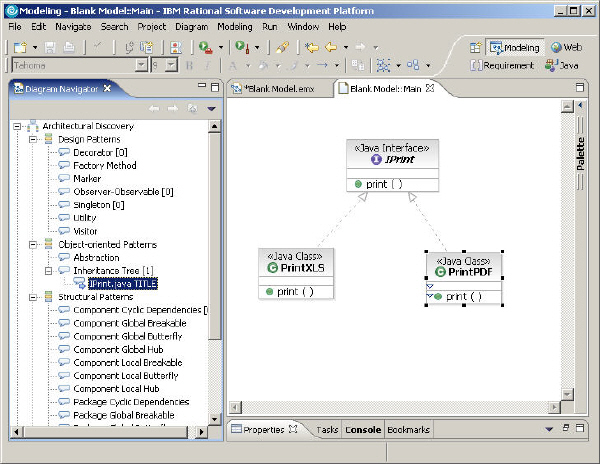 Modeling - Blank Model::Main - IBM Rational Software Development Platform
File Edit Navigate Search Project Diagram Modeling Run Window Help
Modeling Web
Tahoma 9 B I A
Requirement Java
Diagram Navigator
*Blank Model.emx
Blank Model::Main
Palette
Architectural Discovery
Design Patterns
Decorator [0]
Factory Method
Marker
Observer-Observable [0]
Singleton [0]
Utility
Visitor
Object-oriented Patterns
Abstraction
Inheritance Tree [1]
IPrint.java TITLE
Structural Patterns
Component Cyclic Dependencies [0
Component Global Breakable
Component Global Butterfly
Component Global Hub
Component Local Breakable
Component Local Butterfly
Component Local Hub
Package Cyclic Dependencies
Package Global Breakable
Package Global Butterfly
«Java Interface»
I IPrint
print ( )
«Java Class»
C PrintXLS
print ( )
«Java Class»
C PrintPDF
print ( )
Properties Tasks Console Bookmarks